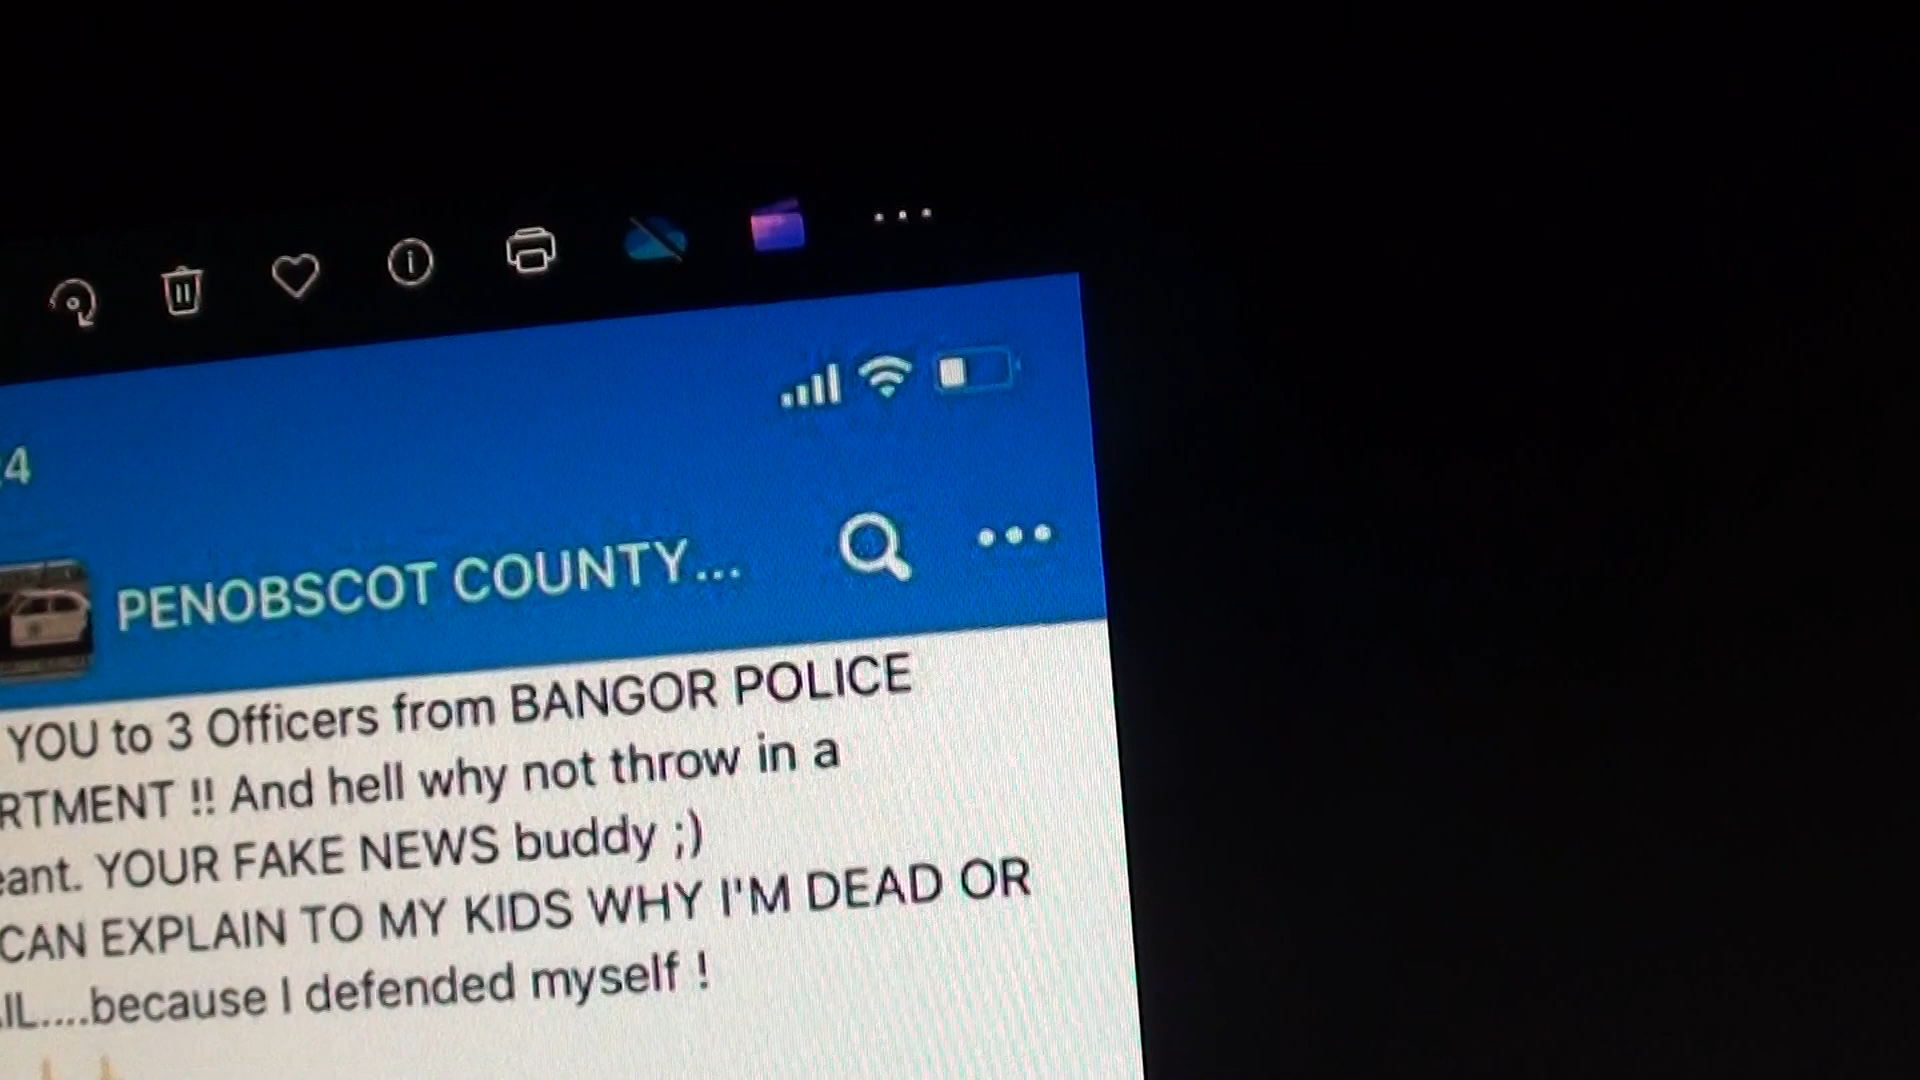 4
PENOBSCOT COUNTY...
YOU to 3 Officers from BANGOR POLICE
RTMENT !! And hell why not throw in a
eant. YOUR FAKE NEWS buddy ;)
CAN EXPLAIN TO MY KIDS WHY I'M DEAD OR
IL....because I defended myself !